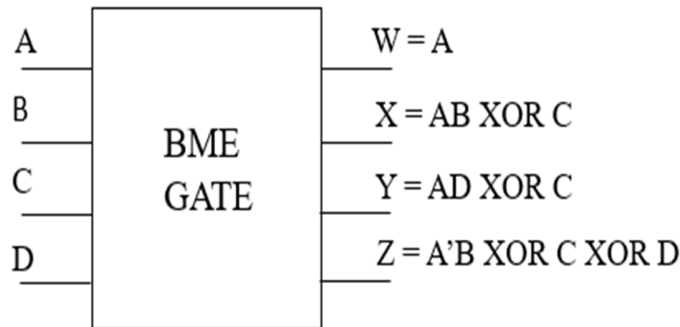 A
W = A
B
X = AB XOR C
BME
GATE
C
Y = AD XOR C
D
Z = A’B XOR C XOR D